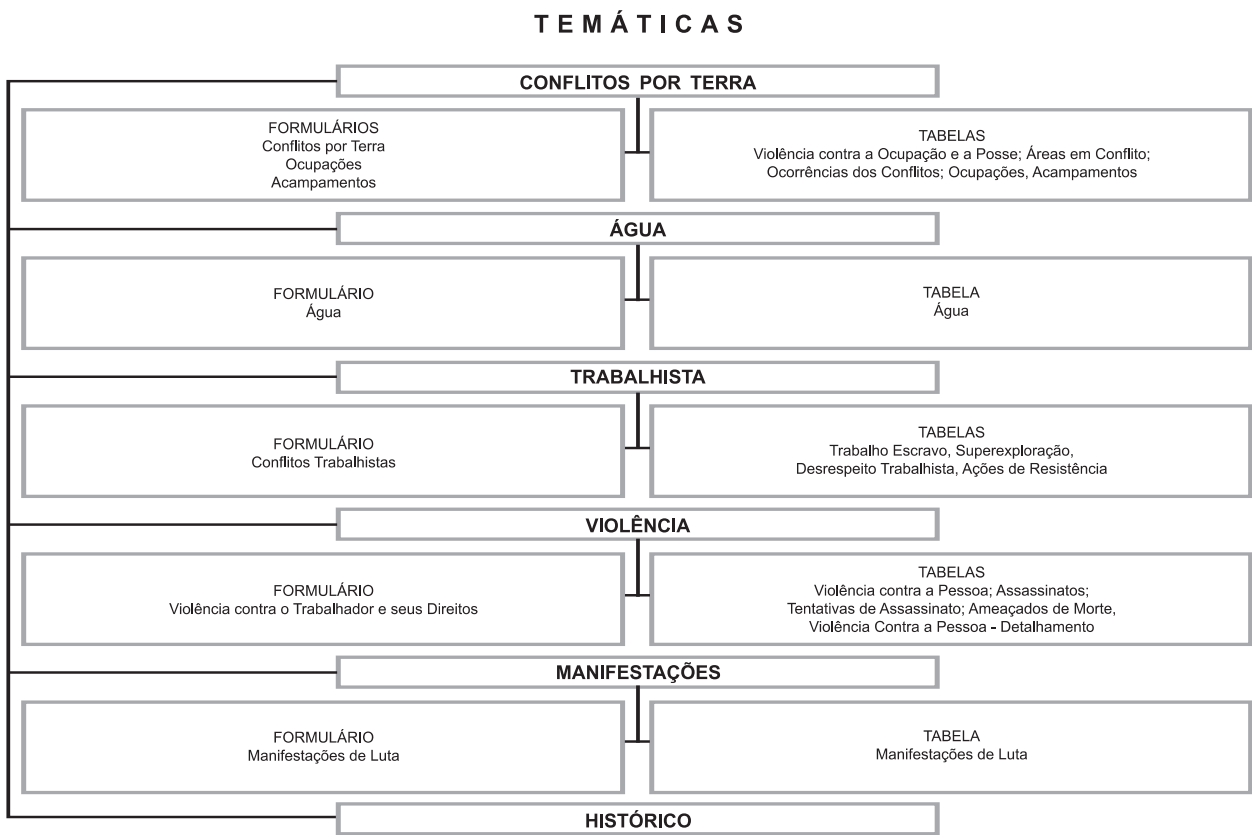 TEMÁTICAS
CONFLITOS POR TERRA
FORMULÁRIOS
Conflitos por Terra
Ocupações
Acampamentos
TABELAS
Violência contra a Ocupação e a Posse; Áreas em Conflito;
Ocorrências dos Conflitos; Ocupações, Acampamentos
ÁGUA
FORMULÁRIO
Água
TABELA
Água
TRABALHISTA
FORMULÁRIO
Conflitos Trabalhistas
TABELAS
Trabalho Escravo, Superexploração,
Desrespeito Trabalhista, Ações de Resistência
VIOLÊNCIA
FORMULÁRIO
Violência contra o Trabalhador e seus Direitos
TABELAS
Violência contra a Pessoa; Assassinatos;
Tentativas de Assassinato; Ameaçados de Morte,
Violência Contra a Pessoa - Detalhamento
MANIFESTAÇÕES
FORMULÁRIO
Manifestações de Luta
TABELA
Manifestações de Luta
HISTÓRICO